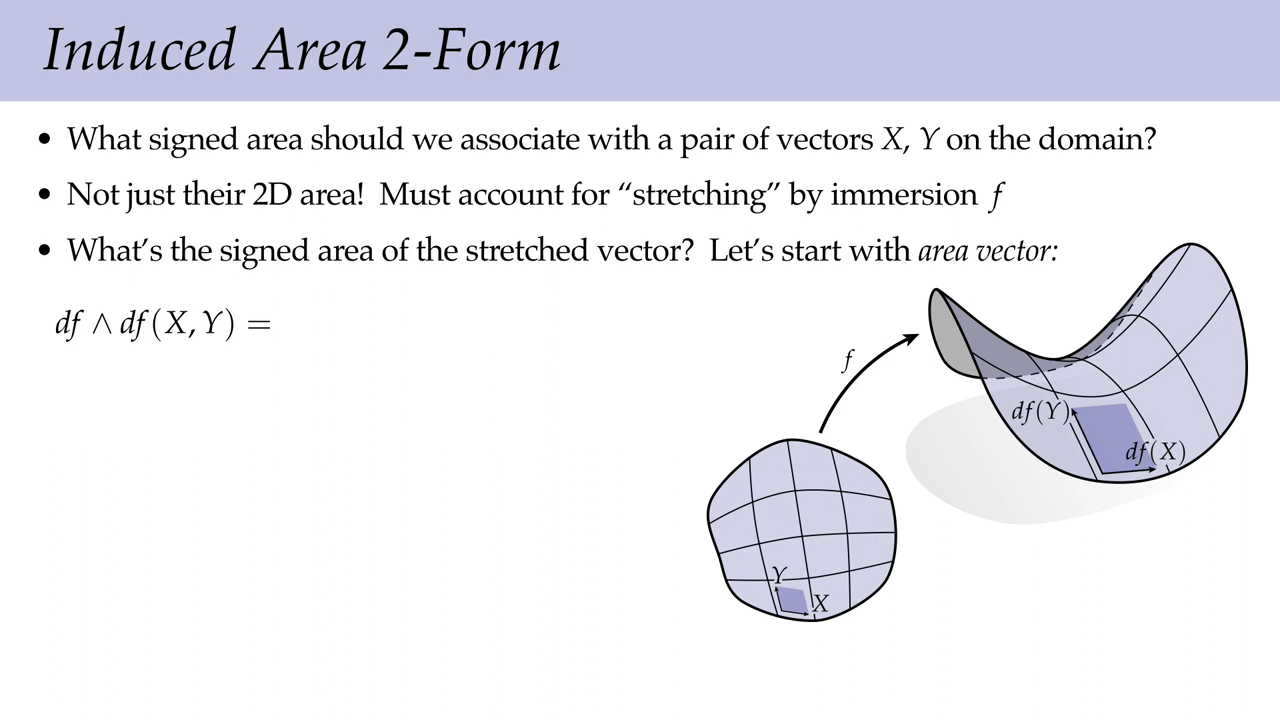 Induced Area 2-Form
• What signed area should we associate with a pair of vectors X, Y on the domain?
• Not just their 2D area! Must account for “stretching” by immersion f
• What’s the signed area of the stretched vector? Let’s start with area vector:
df ∧ df(X, Y) =
f
df(Y)
df(X)
Y
X